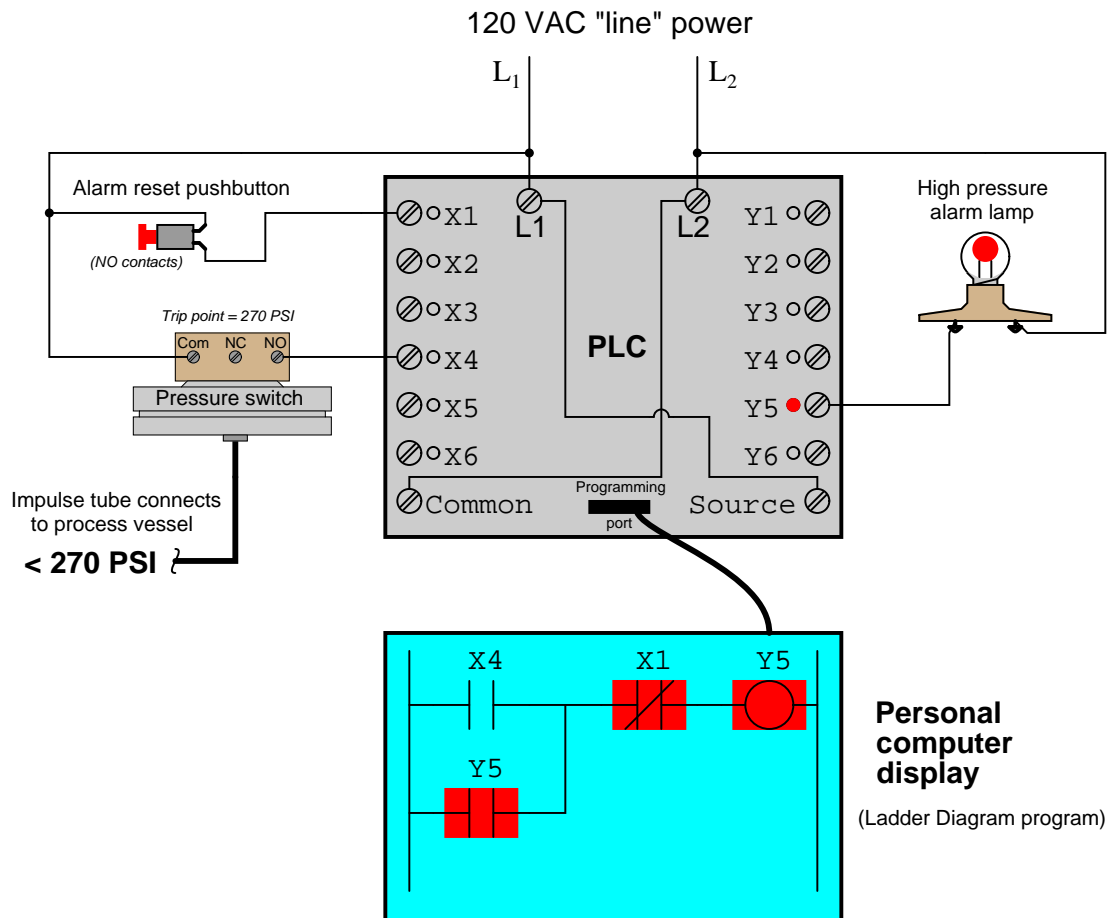 120 VAC "line" power
L1
L2
Alarm reset pushbutton
(NO contacts)
Trip point = 270 PSI
Com NC NO
Pressure switch
Impulse tube connects
to process vessel
< 270 PSI
X1
X2
X3
X4
X5
X6
Common
L1
L2
PLC
Programming
port
Y1
Y2
Y3
Y4
Y5
Y6
Source
High pressure
alarm lamp
X4 X1 Y5
Y5
Personal
computer
display
(Ladder Diagram program)